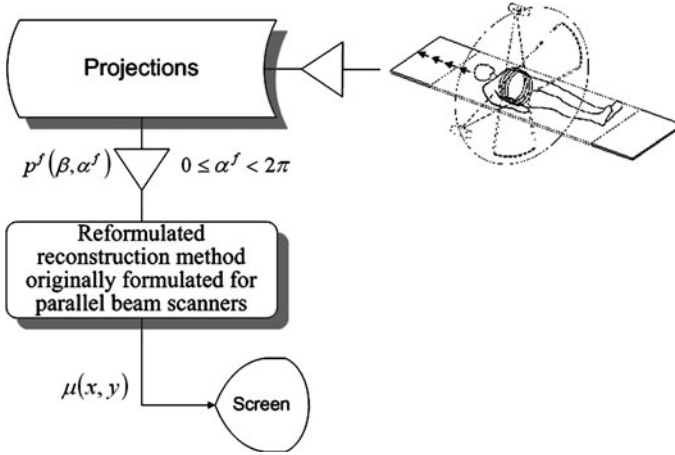 Projections
p^f(β, α^f) 0 ≤ α^f < 2π
Reformulated
reconstruction method
originally formulated for
parallel beam scanners
μ(x, y)
Screen